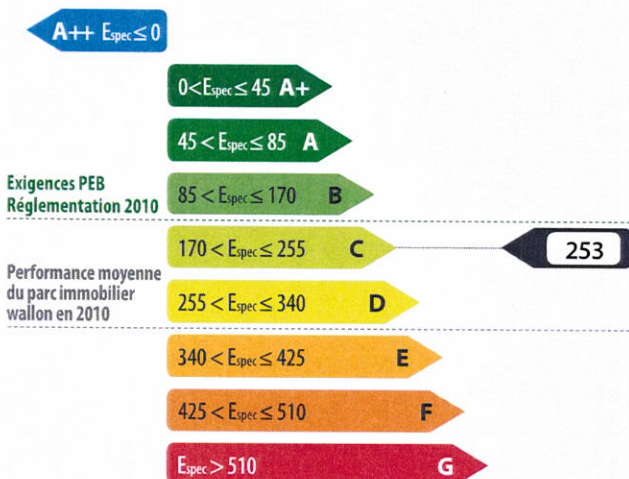 A++ Espec ≤ 0
0 < Espec ≤ 45 A+
45 < Espec ≤ 85 A
Exigences PEB
Réglementation 2010
85 < Espec ≤ 170 B
170 < Espec ≤ 255 C
253
Performance moyenne
du parc immobilier
wallon en 2010
255 < Espec ≤ 340 D
340 < Espec ≤ 425 E
425 < Espec ≤ 510 F
Espec > 510 G